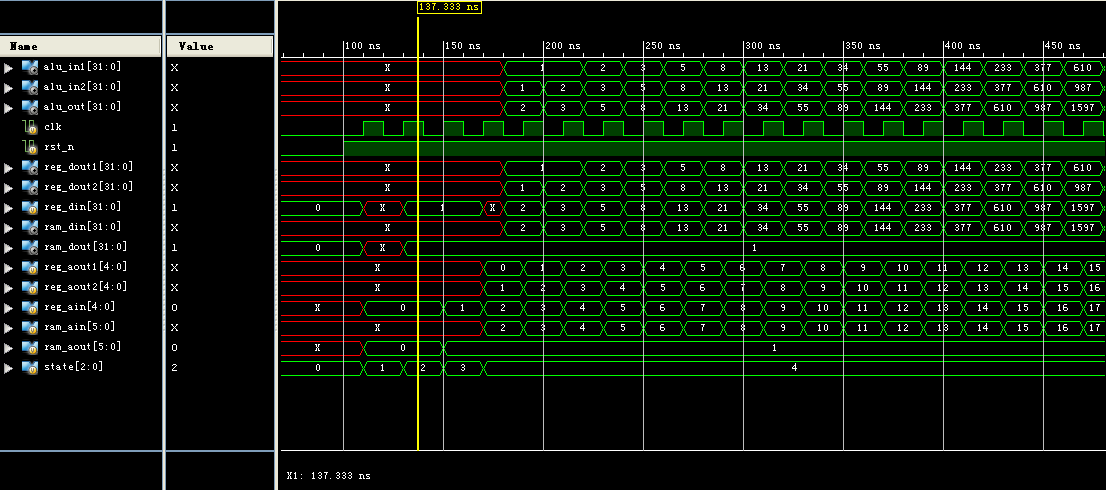 137.333 ns
Name Value 100 ns 150 ns 200 ns 250 ns 300 ns 350 ns 400 ns 450 ns
alu_in1[31:0] X X 1 2 3 5 8 13 21 34 55 89 144 233 377 610
alu_in2[31:0] X X 1 2 3 5 8 13 21 34 55 89 144 233 377 610 987
alu_out[31:0] X X 2 3 5 8 13 21 34 55 89 144 233 377 610 987 1597
clk 1
rst_n 1
reg_dout1[31:0] X X 1 2 3 5 8 13 21 34 55 89 144 233 377 610
reg_dout2[31:0] X X 1 2 3 5 8 13 21 34 55 89 144 233 377 610 987
reg_din[31:0] 1 0 X 1 X 2 3 5 8 13 21 34 55 89 144 233 377 610 987 1597
ram_din[31:0] X X 2 3 5 8 13 21 34 55 89 144 233 377 610 987 1597
ram_dout[31:0] 1 0 X 1
reg_aout1[4:0] X X 0 1 2 3 4 5 6 7 8 9 10 11 12 13 14 15
reg_aout2[4:0] X X 1 2 3 4 5 6 7 8 9 10 11 12 13 14 15 16
reg_ain[4:0] 0 X 0 1 2 3 4 5 6 7 8 9 10 11 12 13 14 15 16 17
ram_ain[5:0] X X 2 3 4 5 6 7 8 9 10 11 12 13 14 15 16 17
ram_aout[5:0] 0 X 0 1
state[2:0] 2 0 1 2 3 4
X1: 137.333 ns